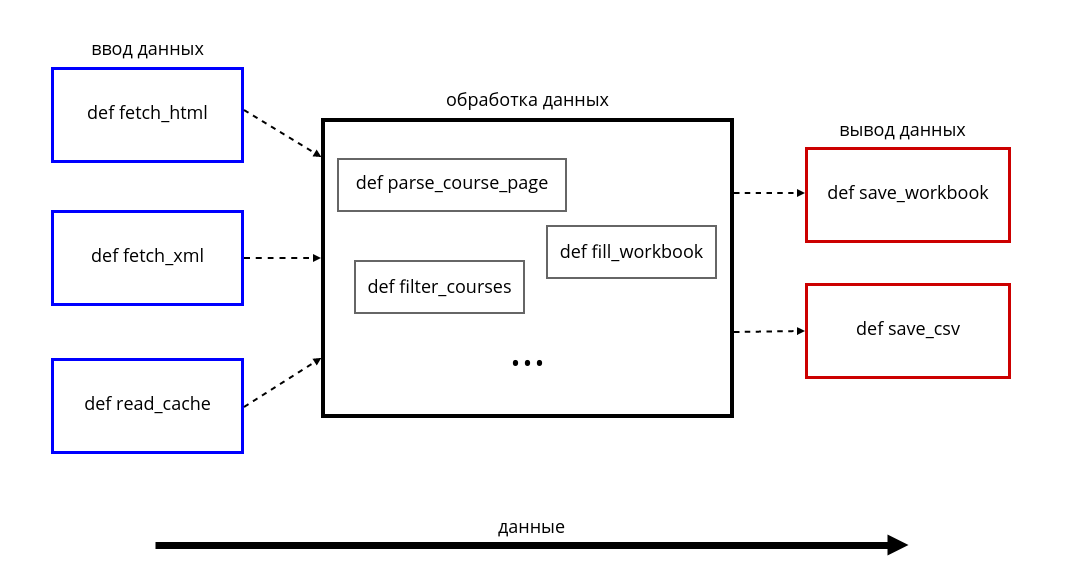 ввод данных
def fetch_html
def fetch_xml
def read_cache
обработка данных
def parse_course_page
def fill_workbook
def filter_courses
...
вывод данных
def save_workbook
def save_csv
данные